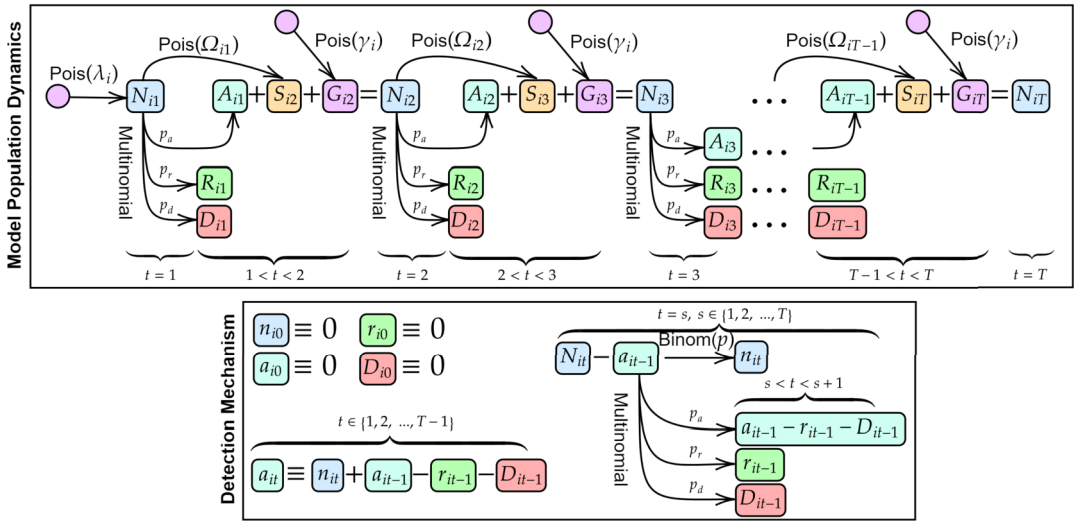 Model Population Dynamics
Pois(λ_i) N_i1 Pois(Ω_i1) A_i1 + S_i2 + G_i2 = N_i2 Pois(γ_i)
Pois(Ω_i2) A_i2 + S_i3 + G_i3 = N_i3 Pois(γ_i)
... Pois(Ω_iT−1) A_iT−1 + S_iT + G_iT = N_iT Pois(γ_i)
Multinomial p_a
p_r R_i1
p_d D_i1
Multinomial p_a
p_r R_i2
p_d D_i2
Multinomial p_a A_i3 ...
p_r R_i3 ... R_iT−1
p_d D_i3 ... D_iT−1
t = 1 1 < t < 2 t = 2 2 < t < 3 t = 3 T−1 < t < T t = T
Detection Mechanism
n_i0 ≡ 0 r_i0 ≡ 0
a_i0 ≡ 0 D_i0 ≡ 0
t ∈ {1, 2, ..., T−1}
a_it ≡ n_it + a_it−1 − r_it−1 − D_it−1
t = s, s ∈ {1, 2, ..., T}
N_it − a_it−1 Binom(p) n_it
s < t < s + 1
Multinomial
p_a a_it−1 − r_it−1 − D_it−1
p_r r_it−1
p_d D_it−1